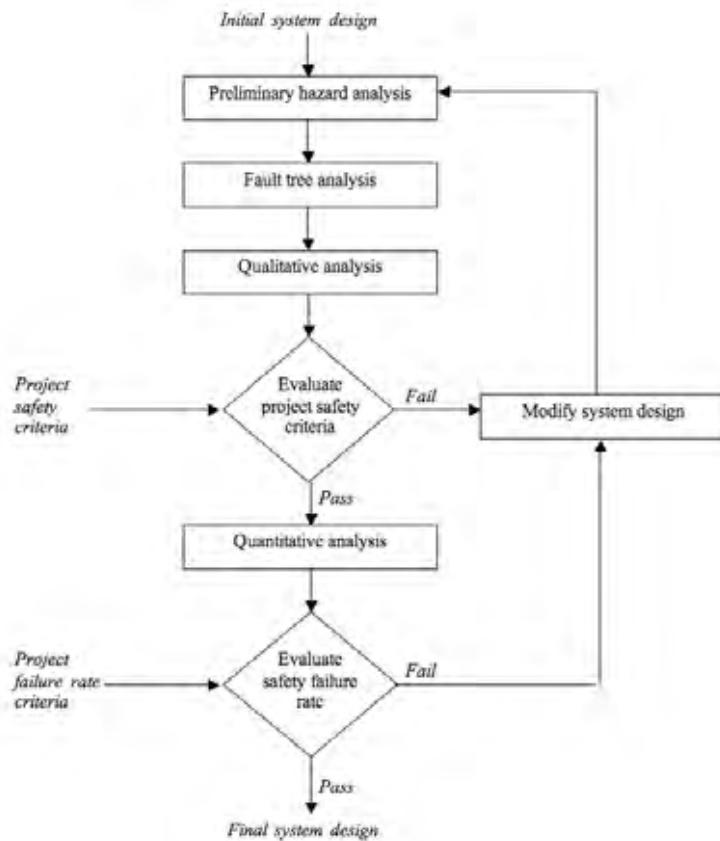 Initial system design
Preliminary hazard analysis
Fault tree analysis
Qualitative analysis
Project
safety
criteria
Evaluate
project safety
criteria
Fail
Modify system design
Pass
Quantitative analysis
Project
failure rate
criteria
Evaluate
safety failure
rate
Fail
Pass
Final system design